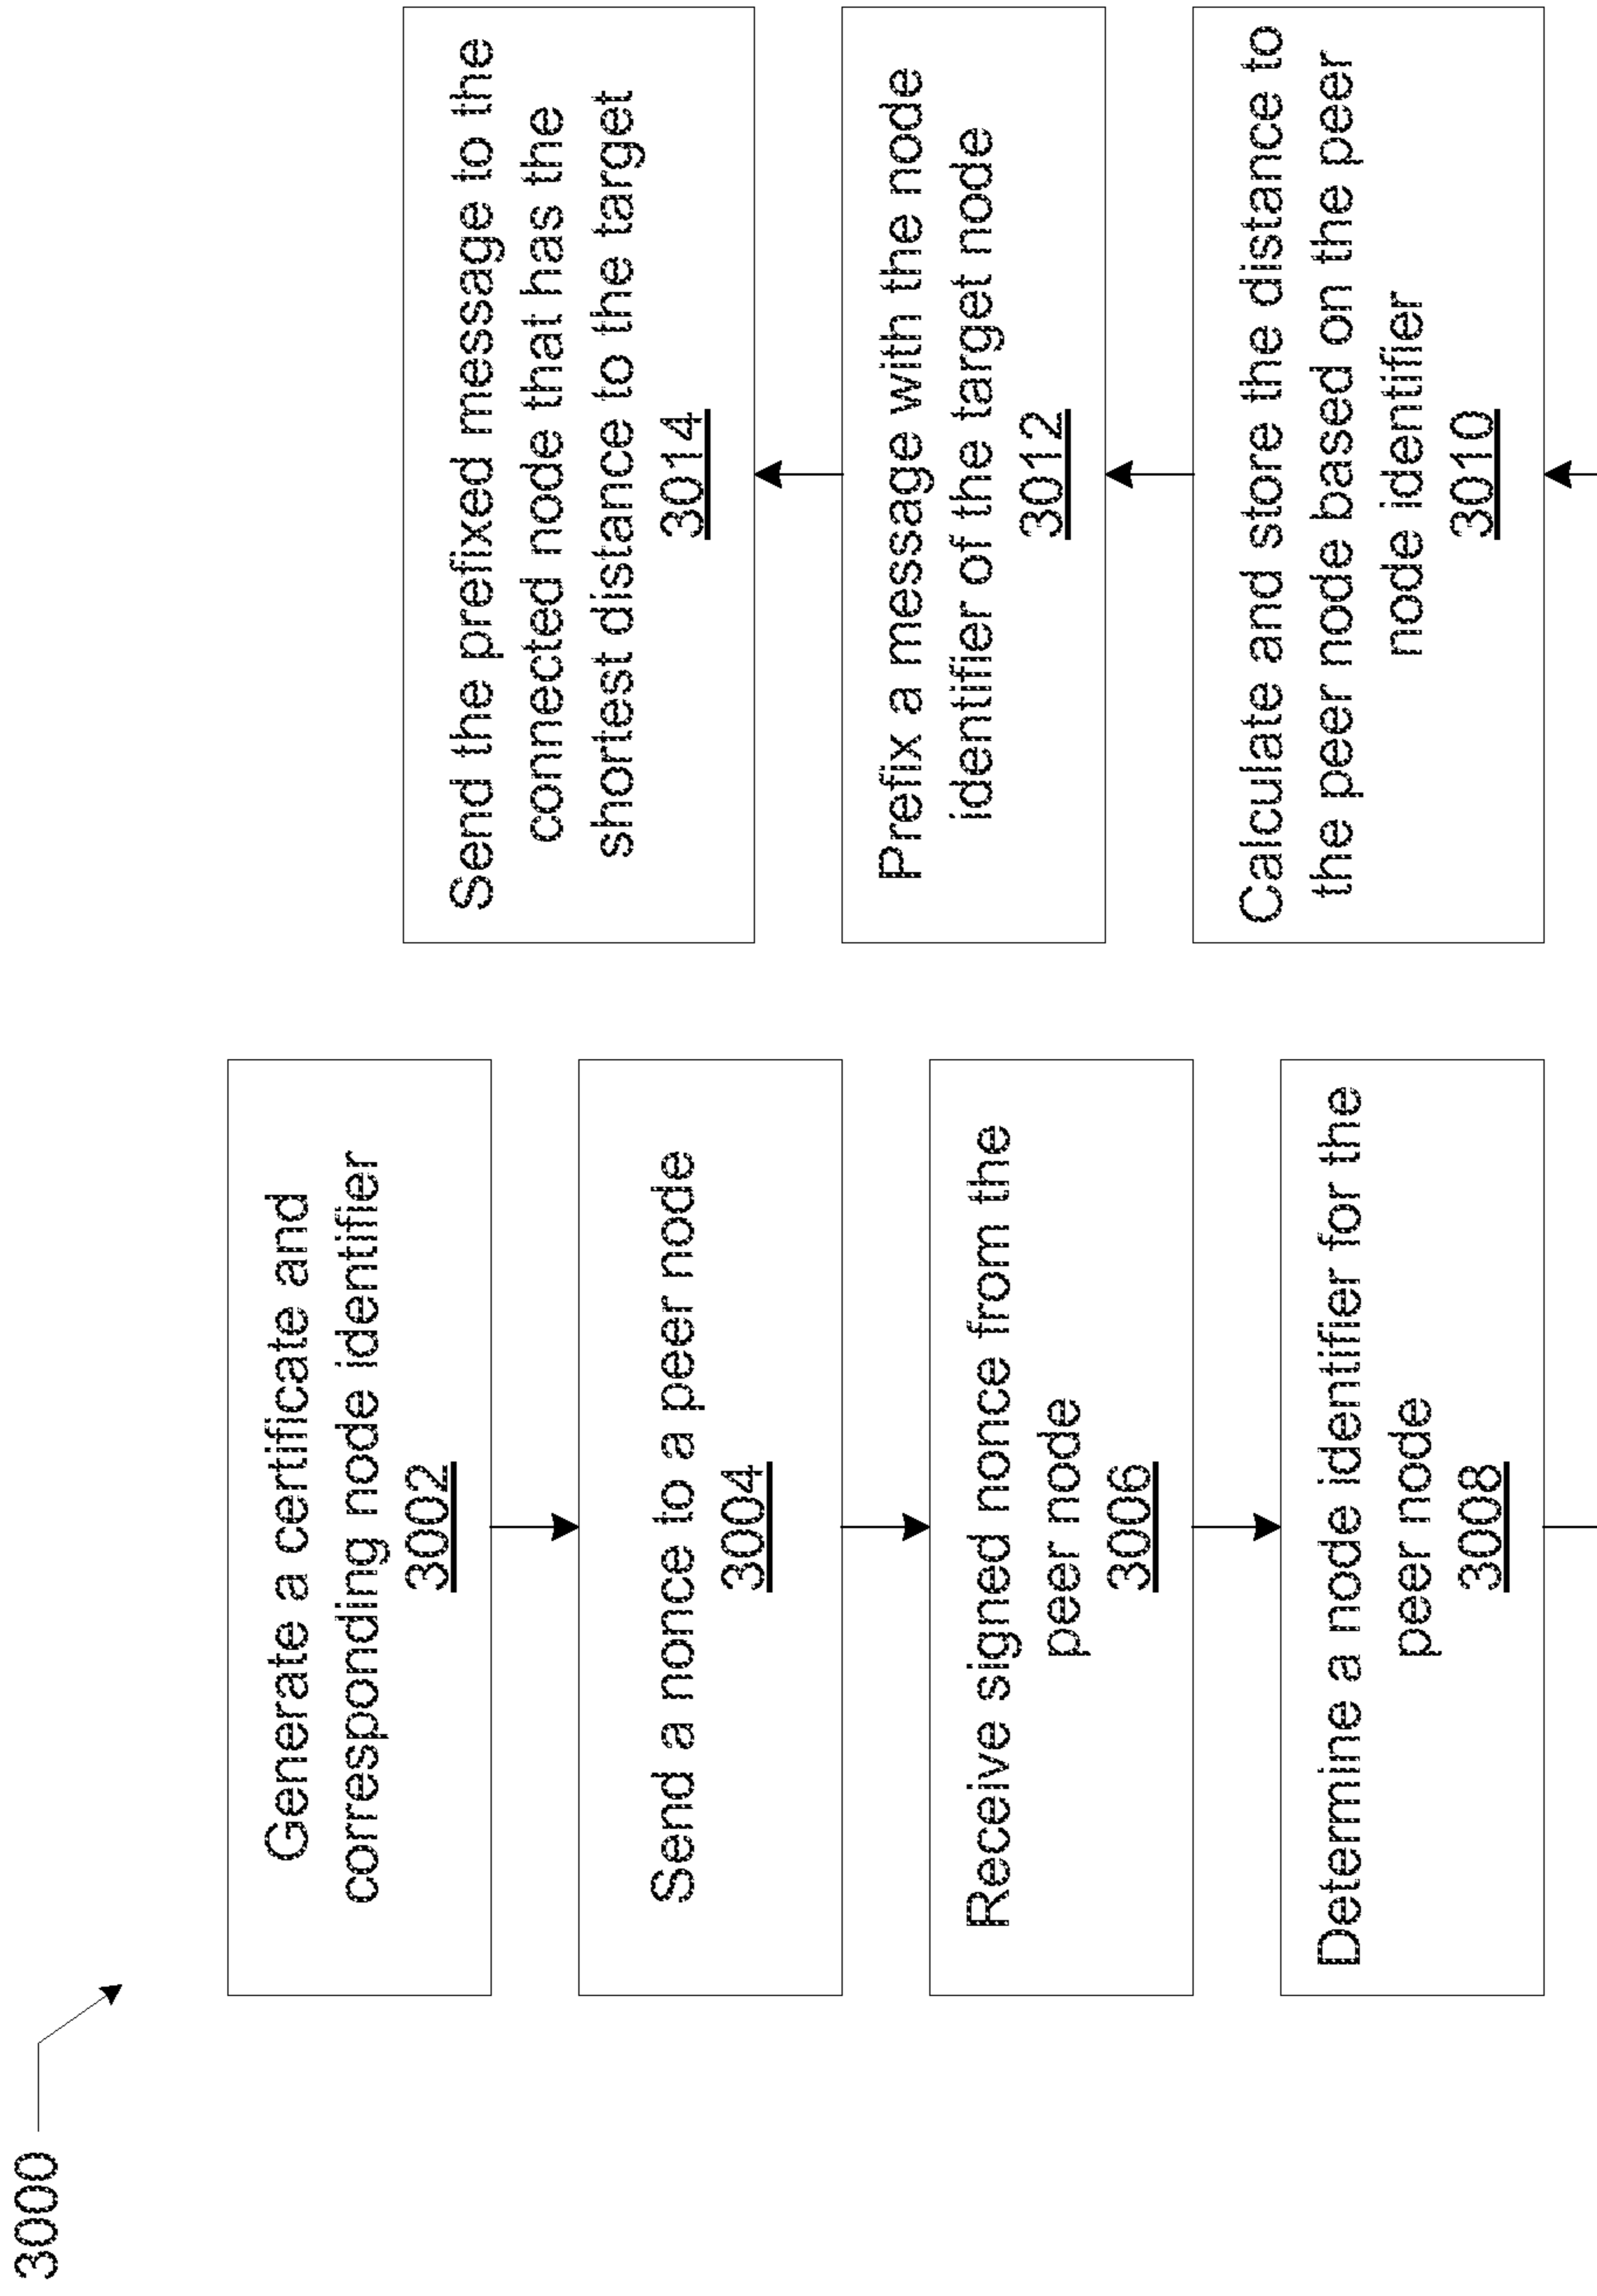 3000
Generate a certificate and
corresponding node identifier
3002
Send a nonce to a peer node
3004
Receive signed nonce from the
peer node
3006
Determine a node identifier for the
peer node
3008
Calculate and store the distance to
the peer node based on the peer
node identifier
3010
Prefix a message with the node
identifier of the target node
3012
Send the prefixed message to the
connected node that has the
shortest distance to the target
3014